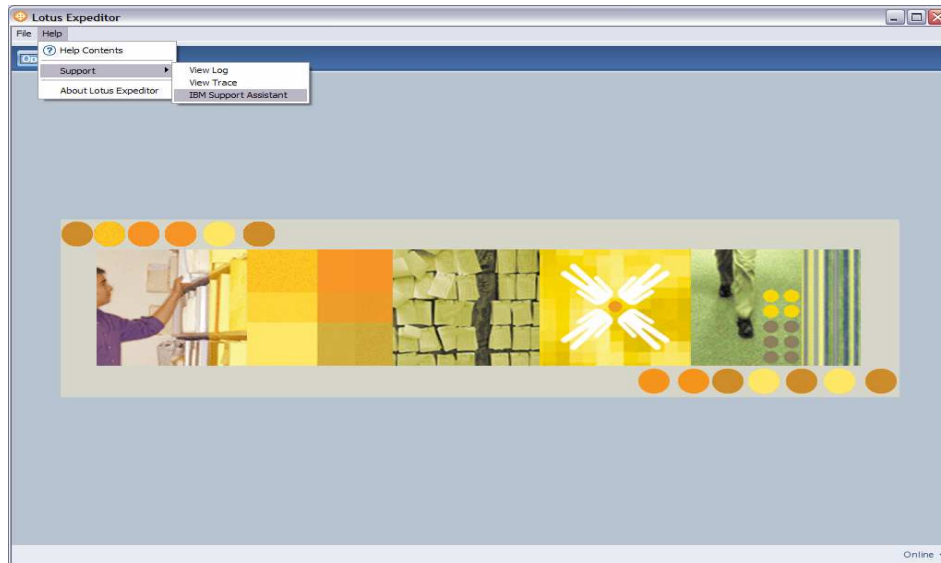 Lotus Expeditor
File Help
Help Contents
Support
About Lotus Expeditor
View Log
View Trace
IBM Support Assistant
Online